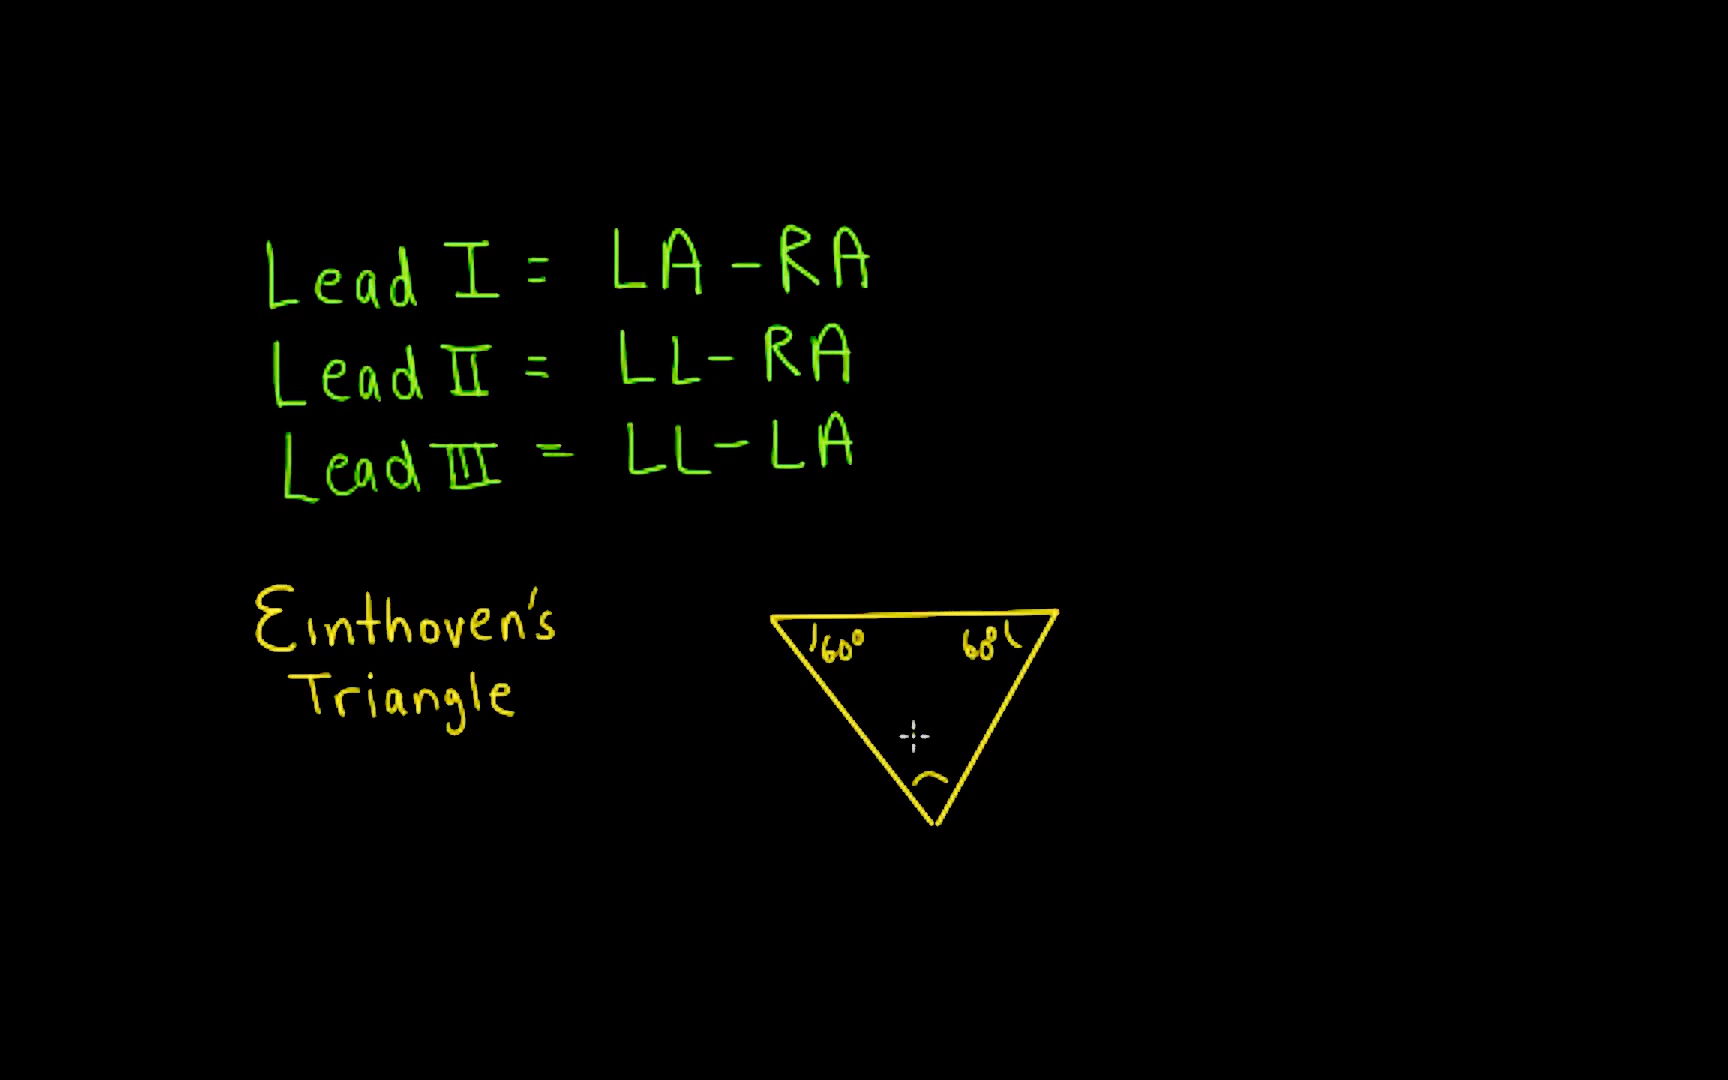 Lead I = LA - RA
Lead II = LL - RA
Lead III = LL - LA
Einthoven's
Triangle
60° 60°